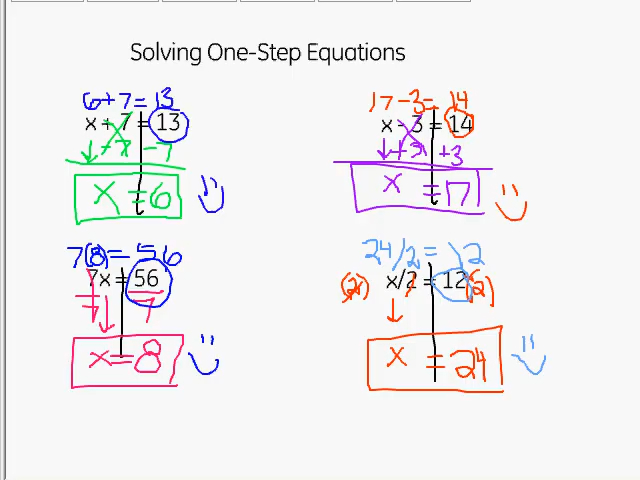 Solving One-Step Equations
6+7=13
x+7=13
-7 -7
x=6
17-3=14
x-3=14
+3 +3
x=17
7(8)=56
7x=56
7 7
x=8
24/2=12
(2) x/2=12 (2)
x=24